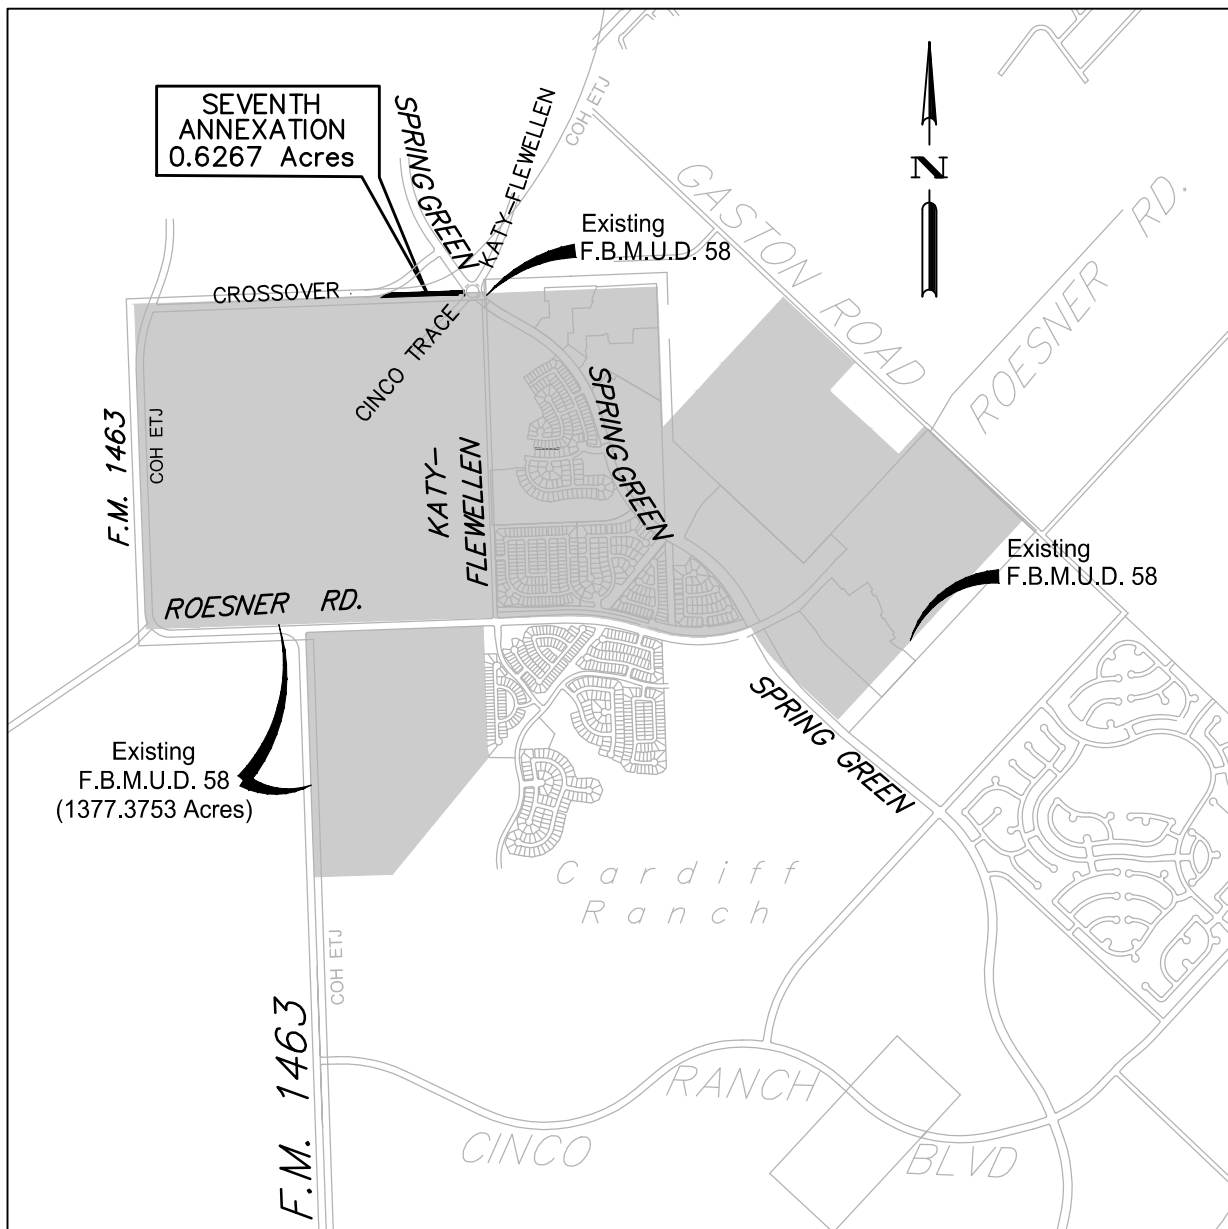 SEVENTH
ANNEXATION
0.6267 Acres
SPRING GREEN
KATY-FLEWELLEN
COH ETJ
N
GASTON ROAD
ROESNER RD.
Existing
F.B.M.U.D. 58
CROSSOVER
CINCO TRACE
F.M. 1463
COH ETJ
KATY-
FLEWELLEN
SPRING GREEN
ROESNER RD.
Existing
F.B.M.U.D. 58
SPRING GREEN
Existing
F.B.M.U.D. 58
(1377.3753 Acres)
Cardiff
Ranch
COH ETJ
F.M. 1463
CINCO RANCH BLVD